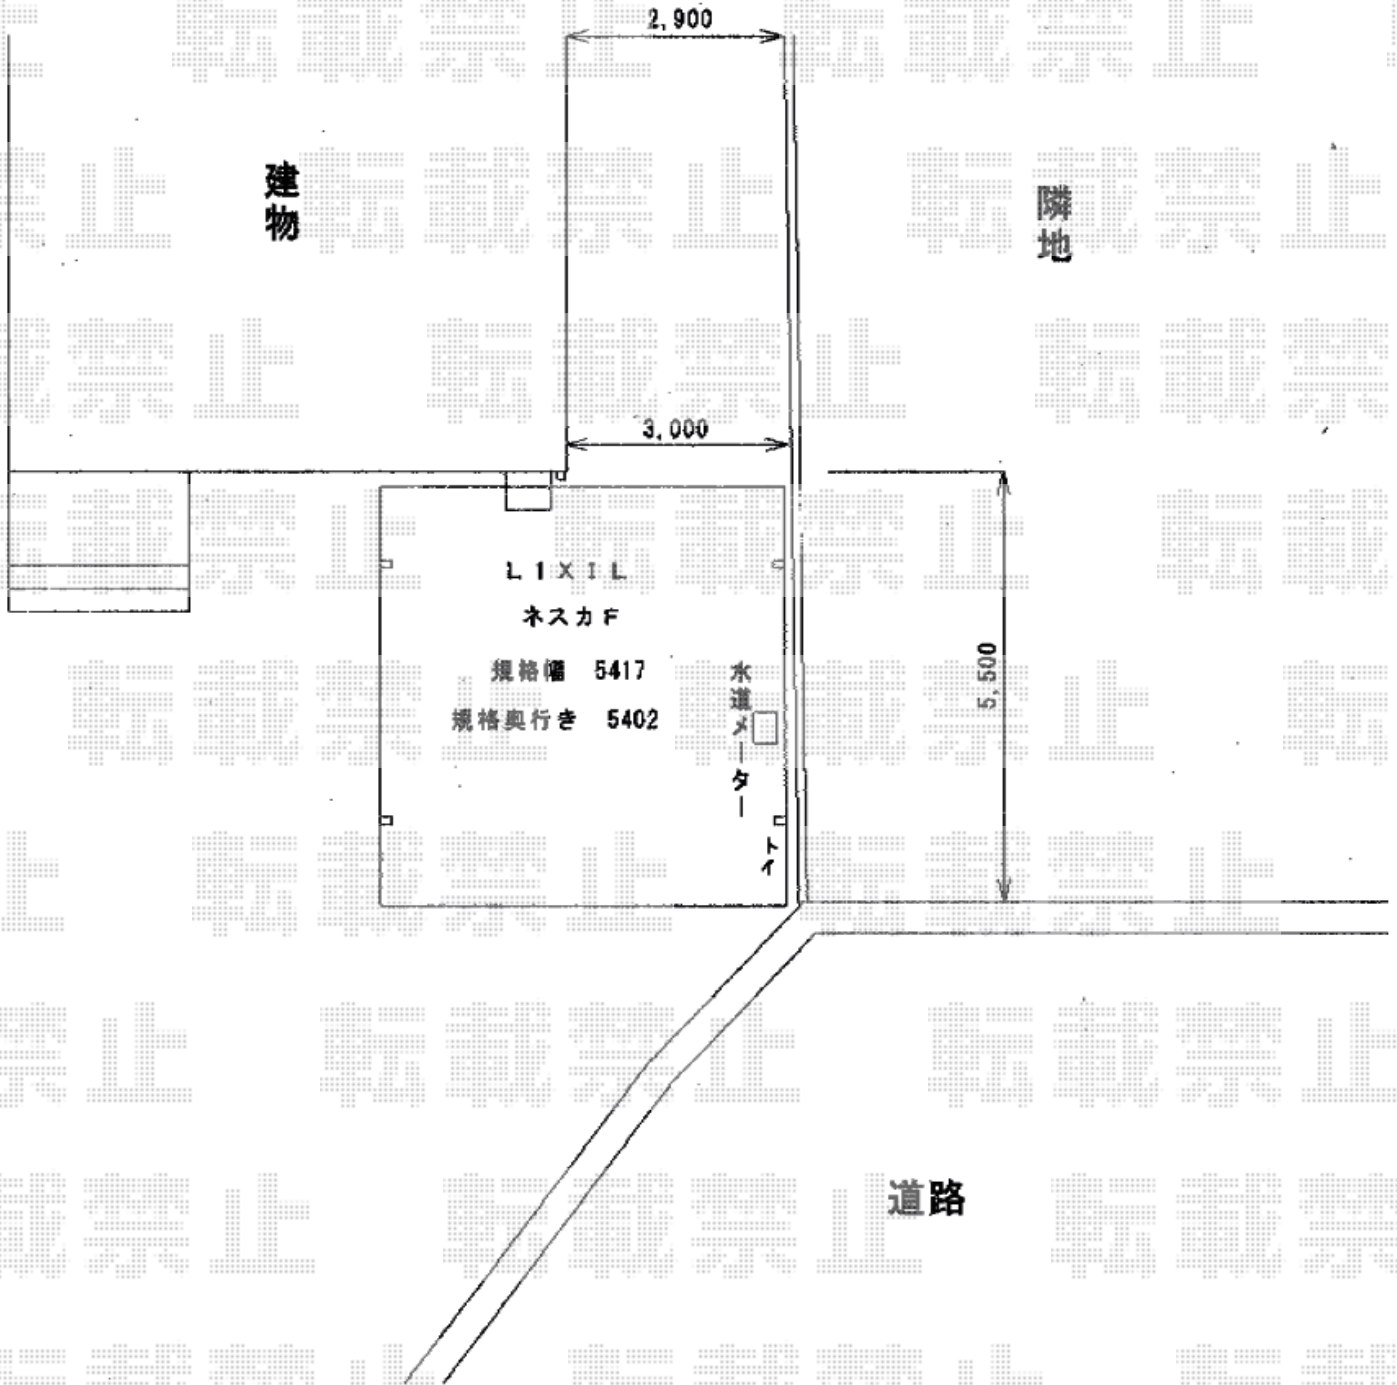 2,900
建物
隣地
3,000
LIXIL
ネスカF
規格幅 5417
規格奥行き 5402
水道メーター
トイ
5,500
道路
転載禁止